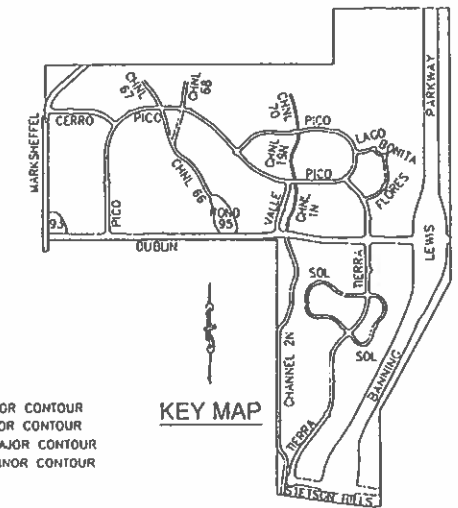 CHNL 67
CHNL 68
CERRO
PICO
MARKSHEFFEL
PICO
CHNL 66
POND 95
93
DUBLIN
CHNL 70
PICO
LAGO
BONITA
PARKWAY
PICO
FLORES
VALLE
CHNL 1N
LEWIS
TIERRA
SOL
SOL
CHANNEL 2N
BANNING
TIERRA
STETSON HILLS
KEY MAP
OR CONTOUR
OR CONTOUR
AJOR CONTOUR
INOR CONTOUR